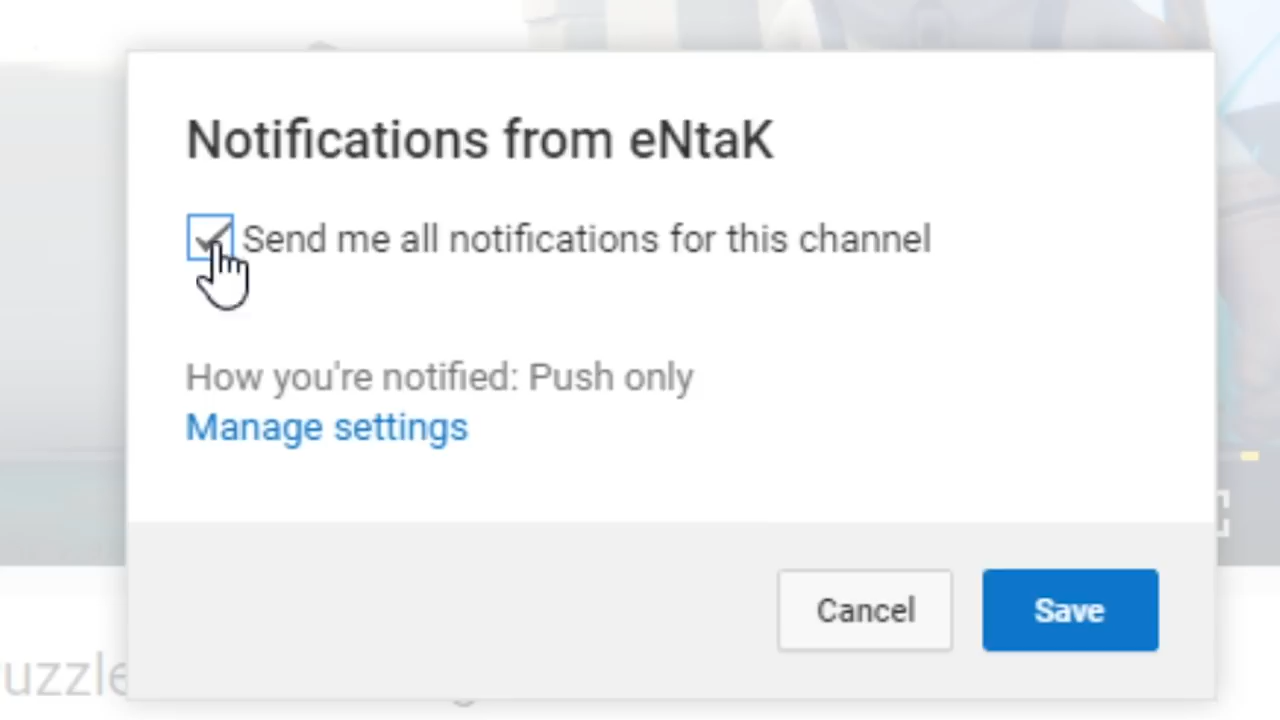 Notifications from eNtaK
Send me all notifications for this channel
How you're notified: Push only
Manage settings
Cancel Save